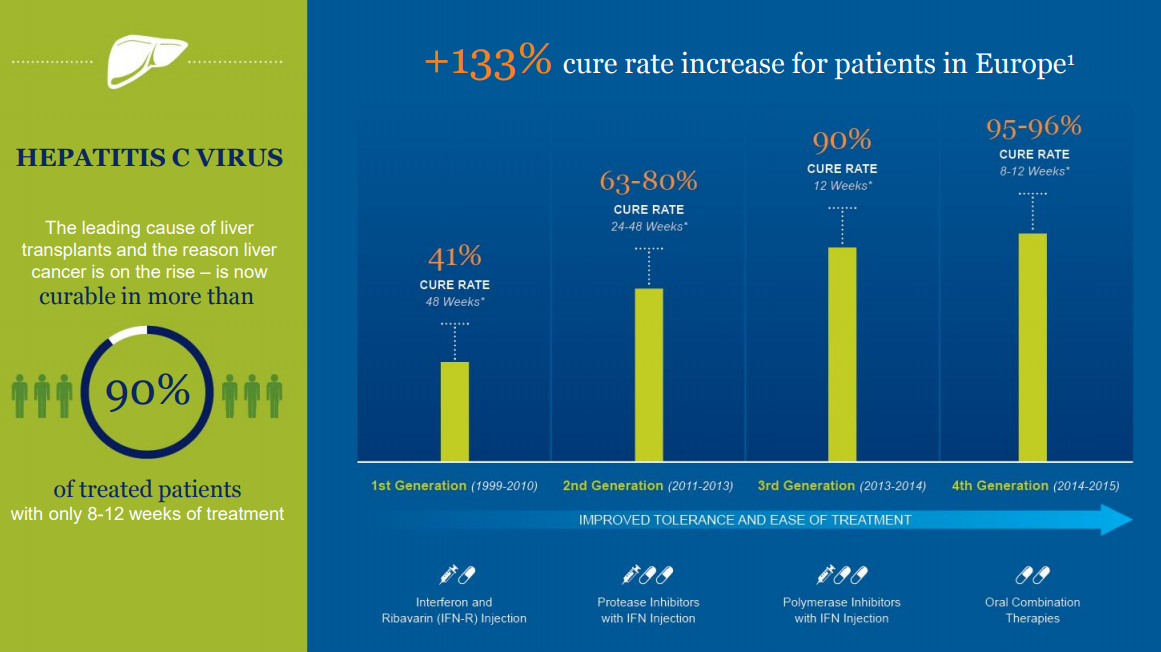 HEPATITIS C VIRUS
The leading cause of liver
transplants and the reason liver
cancer is on the rise – is now
curable in more than
90%
of treated patients
with only 8-12 weeks of treatment
+133% cure rate increase for patients in Europe¹
41%
CURE RATE
48 Weeks*
63-80%
CURE RATE
24-48 Weeks*
90%
CURE RATE
12 Weeks*
95-96%
CURE RATE
8-12 Weeks*
1st Generation (1999-2010)
2nd Generation (2011-2013)
3rd Generation (2013-2014)
4th Generation (2014-2015)
IMPROVED TOLERANCE AND EASE OF TREATMENT
Interferon and
Ribavarin (IFN-R) Injection
Protease Inhibitors
with IFN Injection
Polymerase Inhibitors
with IFN Injection
Oral Combination
Therapies